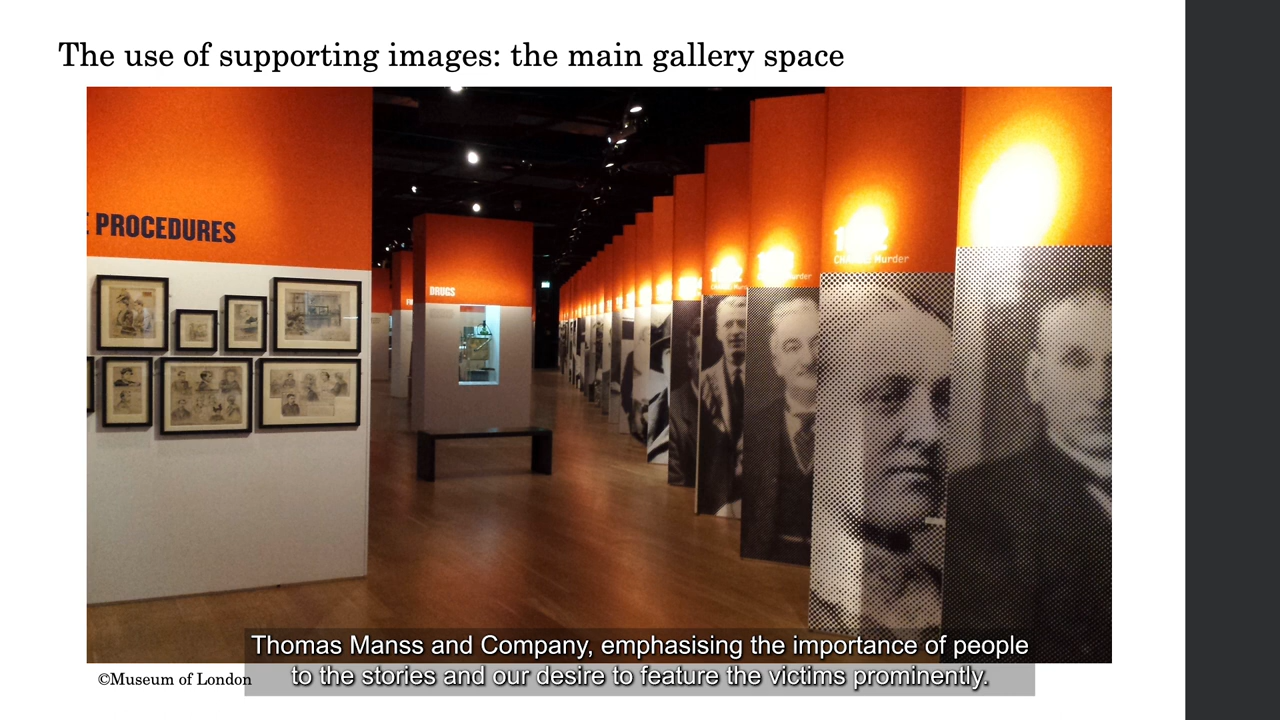 The use of supporting images: the main gallery space
PROCEDURES
DRUGS
Murder
©Museum of London
Thomas Manss and Company, emphasising the importance of people
to the stories and our desire to feature the victims prominently.